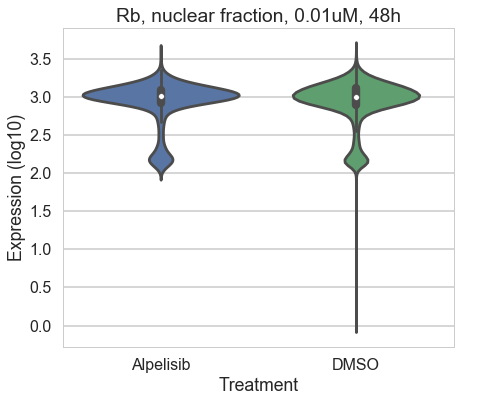 Rb, nuclear fraction, 0.01uM, 48h
Expression (log10)
3.5
3.0
2.5
2.0
1.5
1.0
0.5
0.0
Alpelisib DMSO
Treatment